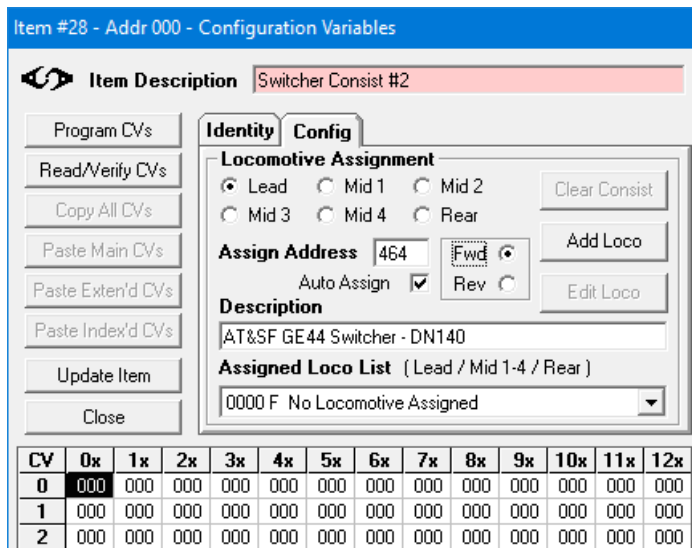 Item #28 - Addr 000 - Configuration Variables
Item Description Switcher Consist #2
Program CVs
Read/Verify CVs
Copy All CVs
Paste Main CVs
Paste Exten'd CVs
Paste Index'd CVs
Update Item
Close
Identity Config
Locomotive Assignment
Lead Mid 1 Mid 2
Mid 3 Mid 4 Rear
Clear Consist
Add Loco
Edit Loco
Assign Address 464 Fwd
Auto Assign Rev
Description
AT&SF GE44 Switcher - DN140
Assigned Loco List ( Lead / Mid 1-4 / Rear )
0000 F No Locomotive Assigned
CV 0x 1x 2x 3x 4x 5x 6x 7x 8x 9x 10x 11x 12x
0 000 000 000 000 000 000 000 000 000 000 000 000 000
1 000 000 000 000 000 000 000 000 000 000 000 000 000
2 000 000 000 000 000 000 000 000 000 000 000 000 000